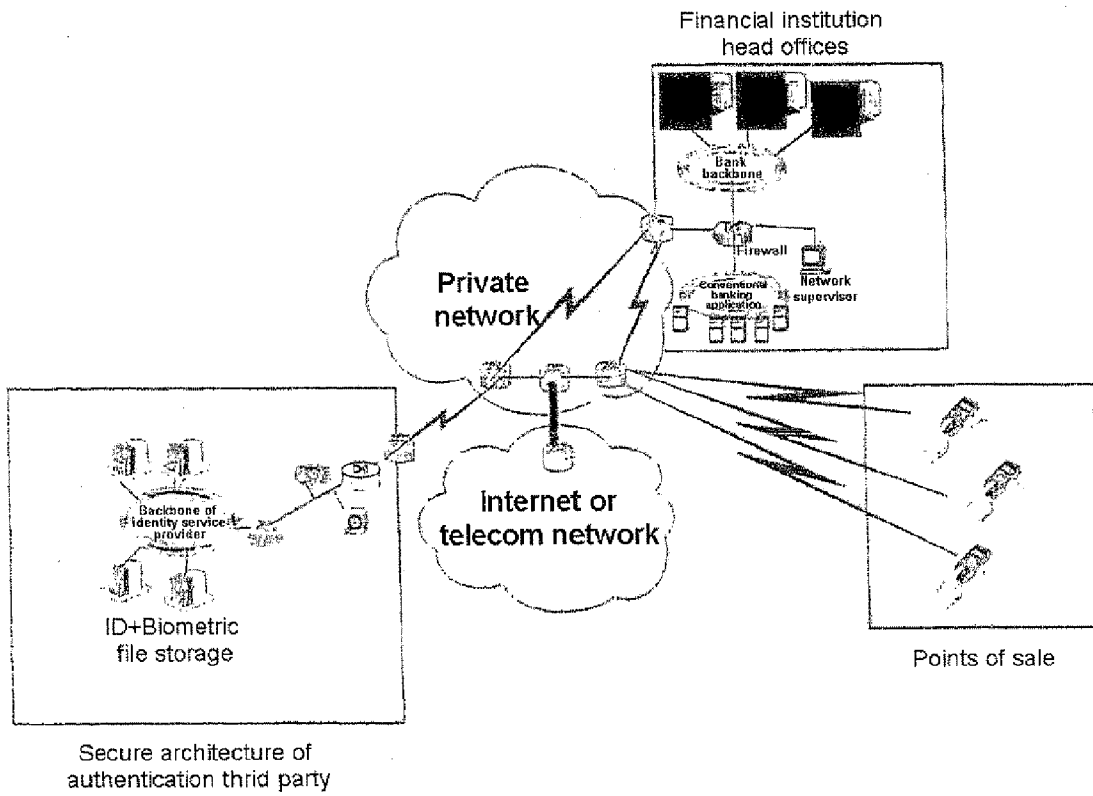 Financial institution
head offices
Bank
backbone
Firewall
Network
supervisor
Conventional
banking
application
Private
network
Internet or
telecom network
Backbone of
identity service
provider
ID+Biometric
file storage
Points of sale
Secure architecture of
authentication thrid party